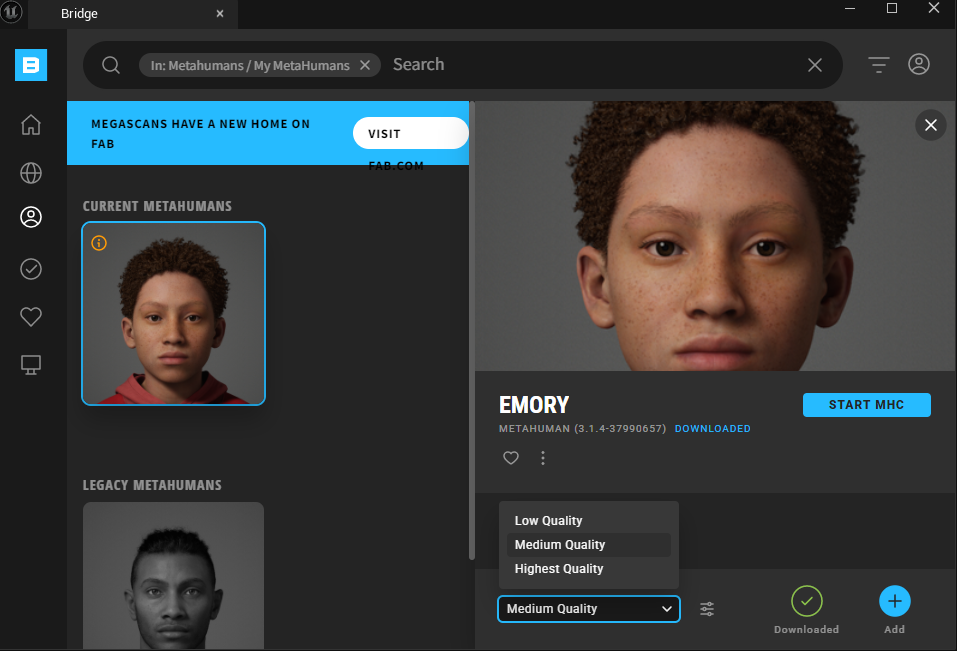 Bridge
In: Metahumans / My MetaHumans
Search
MEGASCANS HAVE A NEW HOME ON
FAB
VISIT
FAB.COM
CURRENT METAHUMANS
LEGACY METAHUMANS
EMORY
START MHC
METAHUMAN (3.1.4-37990657) DOWNLOADED
Low Quality
Medium Quality
Highest Quality
Medium Quality
Downloaded
Add